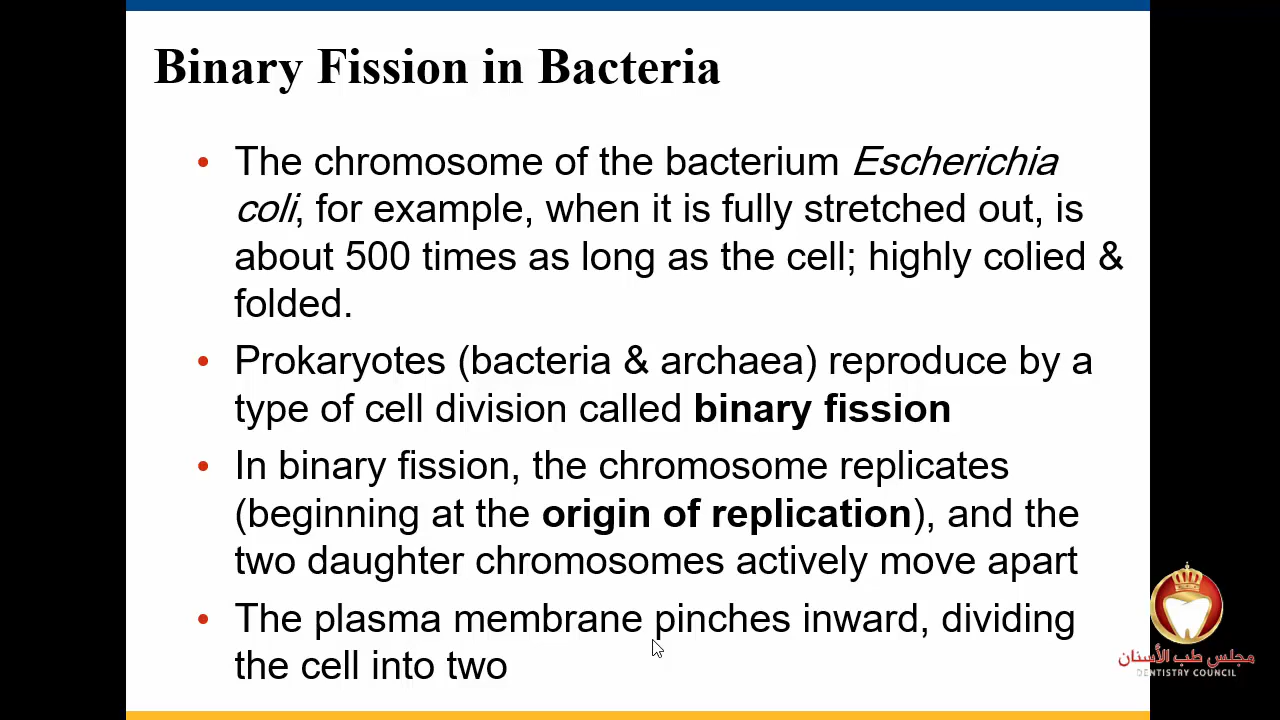 Binary Fission in Bacteria
• The chromosome of the bacterium Escherichia
coli, for example, when it is fully stretched out, is
about 500 times as long as the cell; highly colied &
folded.
• Prokaryotes (bacteria & archaea) reproduce by a
type of cell division called binary fission
• In binary fission, the chromosome replicates
(beginning at the origin of replication), and the
two daughter chromosomes actively move apart
• The plasma membrane pinches inward, dividing
the cell into two
مجلس طب الأسنان
DENTISTRY COUNCIL